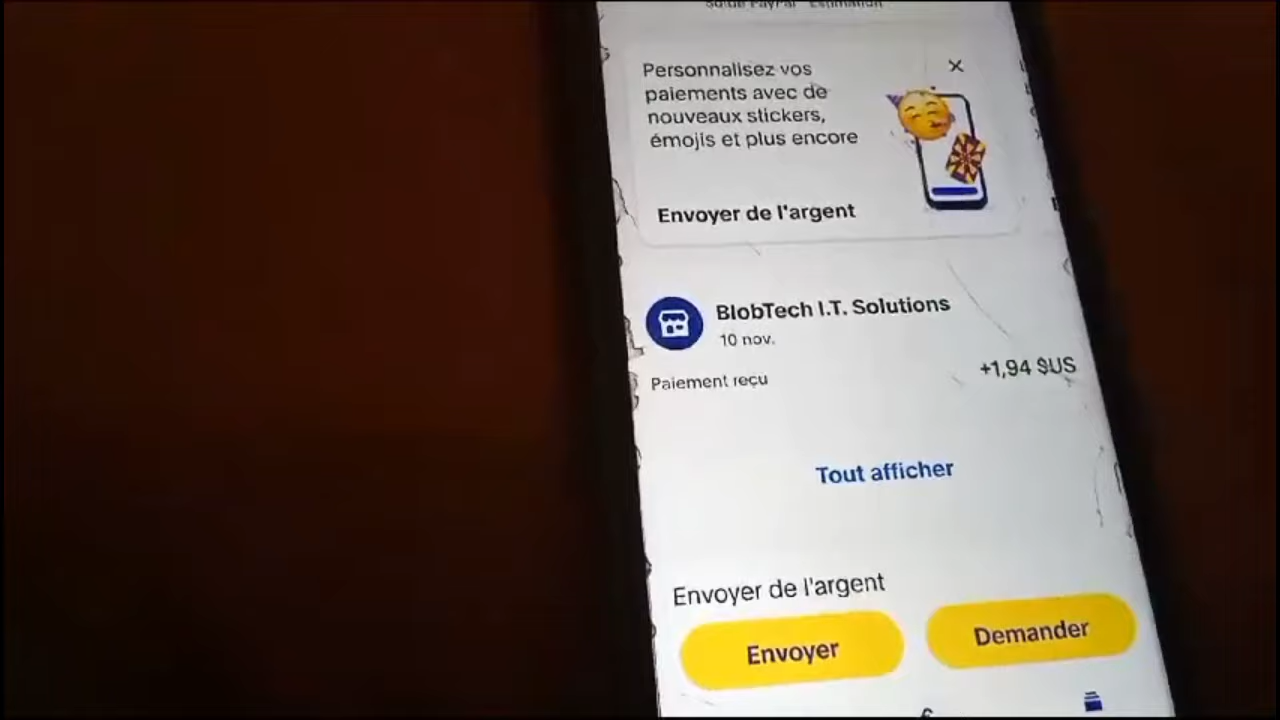 Solde PayPal Estimation
Personnalisez vos
paiements avec de
nouveaux stickers,
émojis et plus encore
Envoyer de l'argent
BlobTech I.T. Solutions
10 nov.
Paiement reçu
+1,94 $US
Tout afficher
Envoyer de l'argent
Envoyer
Demander